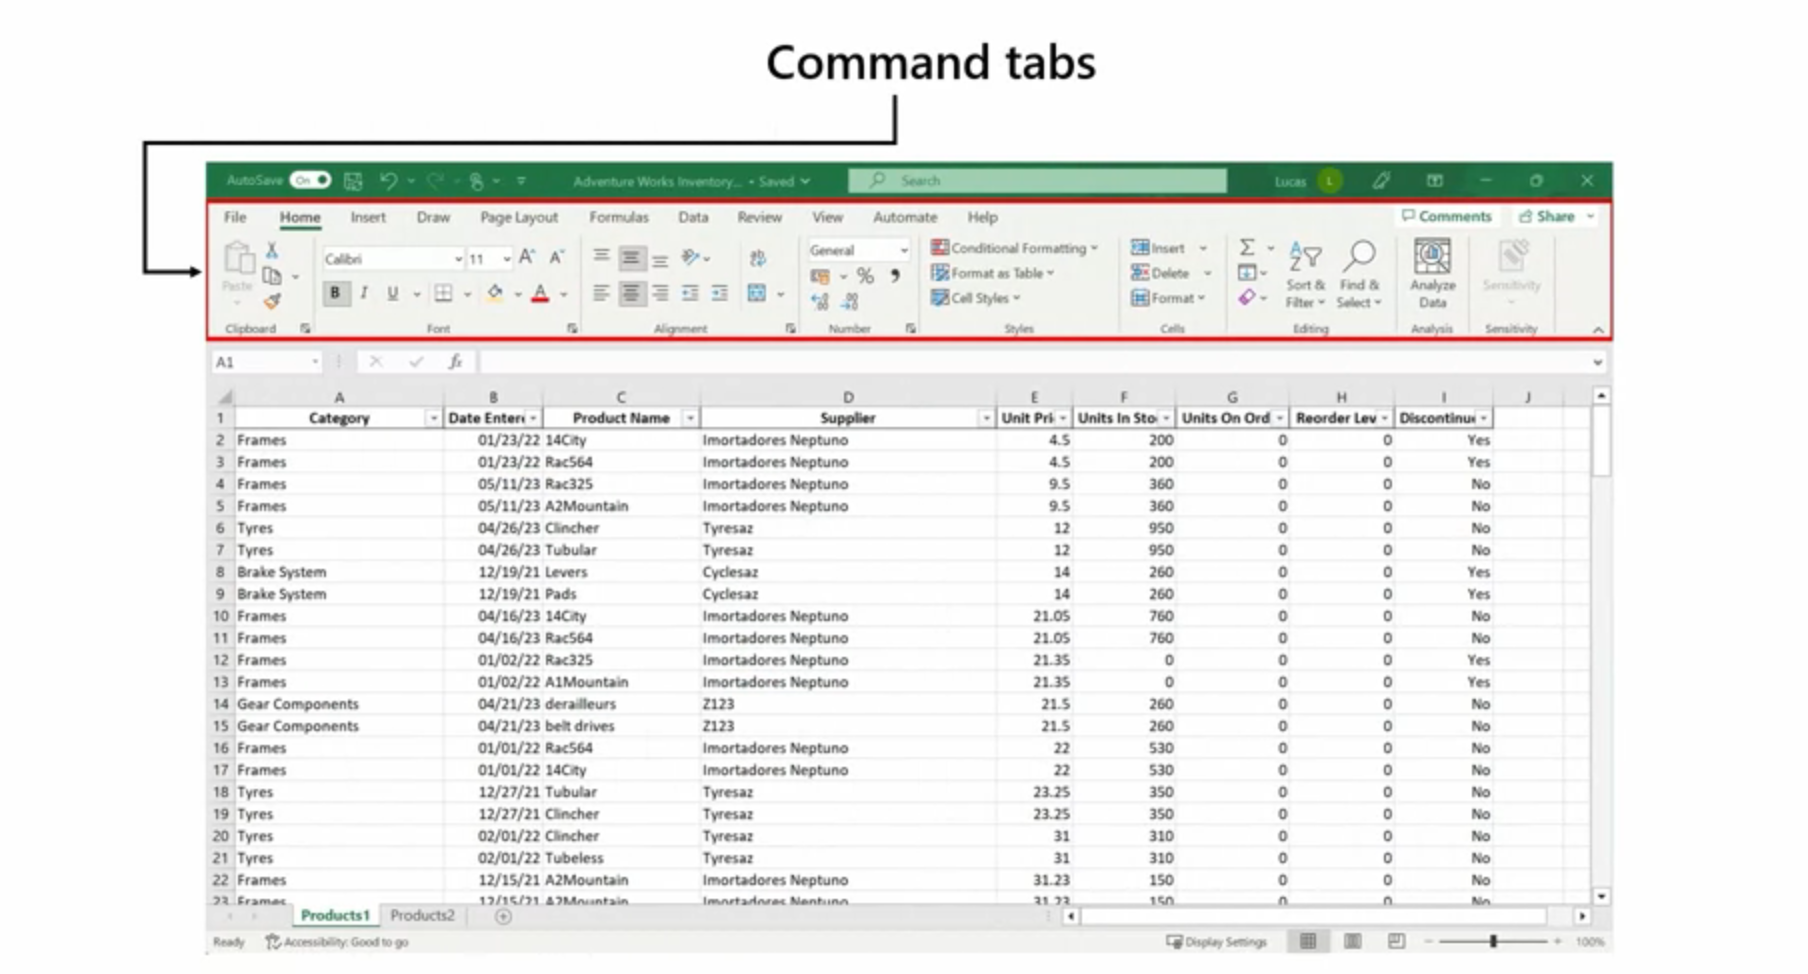 Command tabs
AutoSave On Adventure Works Inventory... • Saved Search Lucas L
File Home Insert Draw Page Layout Formulas Data Review View Automate Help Comments Share
Calibri 11 General Conditional Formatting Insert
Paste % Format as Table Delete Sort & Find & Analyze Sensitivity
B I U A Cell Styles Format Filter Select Data
Clipboard Font Alignment Number Styles Cells Editing Analysis Sensitivity
A1 fx
A B C D E F G H I J
1 Category Date Entere Product Name Supplier Unit Pri Units In Sto Units On Ord Reorder Lev Discontinue
2 Frames 01/23/22 14City Imortadores Neptuno 4.5 200 0 0 Yes
3 Frames 01/23/22 Rac564 Imortadores Neptuno 4.5 200 0 0 Yes
4 Frames 05/11/23 Rac325 Imortadores Neptuno 9.5 360 0 0 No
5 Frames 05/11/23 A2Mountain Imortadores Neptuno 9.5 360 0 0 No
6 Tyres 04/26/23 Clincher Tyresaz 12 950 0 0 No
7 Tyres 04/26/23 Tubular Tyresaz 12 950 0 0 No
8 Brake System 12/19/21 Levers Cyclesaz 14 260 0 0 Yes
9 Brake System 12/19/21 Pads Cyclesaz 14 260 0 0 Yes
10 Frames 04/16/23 14City Imortadores Neptuno 21.05 760 0 0 No
11 Frames 04/16/23 Rac564 Imortadores Neptuno 21.05 760 0 0 No
12 Frames 01/02/22 Rac325 Imortadores Neptuno 21.35 0 0 0 Yes
13 Frames 01/02/22 A1Mountain Imortadores Neptuno 21.35 0 0 0 Yes
14 Gear Components 04/21/23 derailleurs Z123 21.5 260 0 0 No
15 Gear Components 04/21/23 belt drives Z123 21.5 260 0 0 No
16 Frames 01/01/22 Rac564 Imortadores Neptuno 22 530 0 0 No
17 Frames 01/01/22 14City Imortadores Neptuno 22 530 0 0 No
18 Tyres 12/27/21 Tubular Tyresaz 23.25 350 0 0 No
19 Tyres 12/27/21 Clincher Tyresaz 23.25 350 0 0 No
20 Tyres 02/01/22 Clincher Tyresaz 31 310 0 0 No
21 Tyres 02/01/22 Tubeless Tyresaz 31 310 0 0 No
22 Frames 12/15/21 A2Mountain Imortadores Neptuno 31.23 150 0 0 No
23 Frames 12/15/21 A2Mountain Imortadores Neptuno 31.23 150 0 0 No
Products1 Products2
Ready Accessibility: Good to go Display Settings 100%